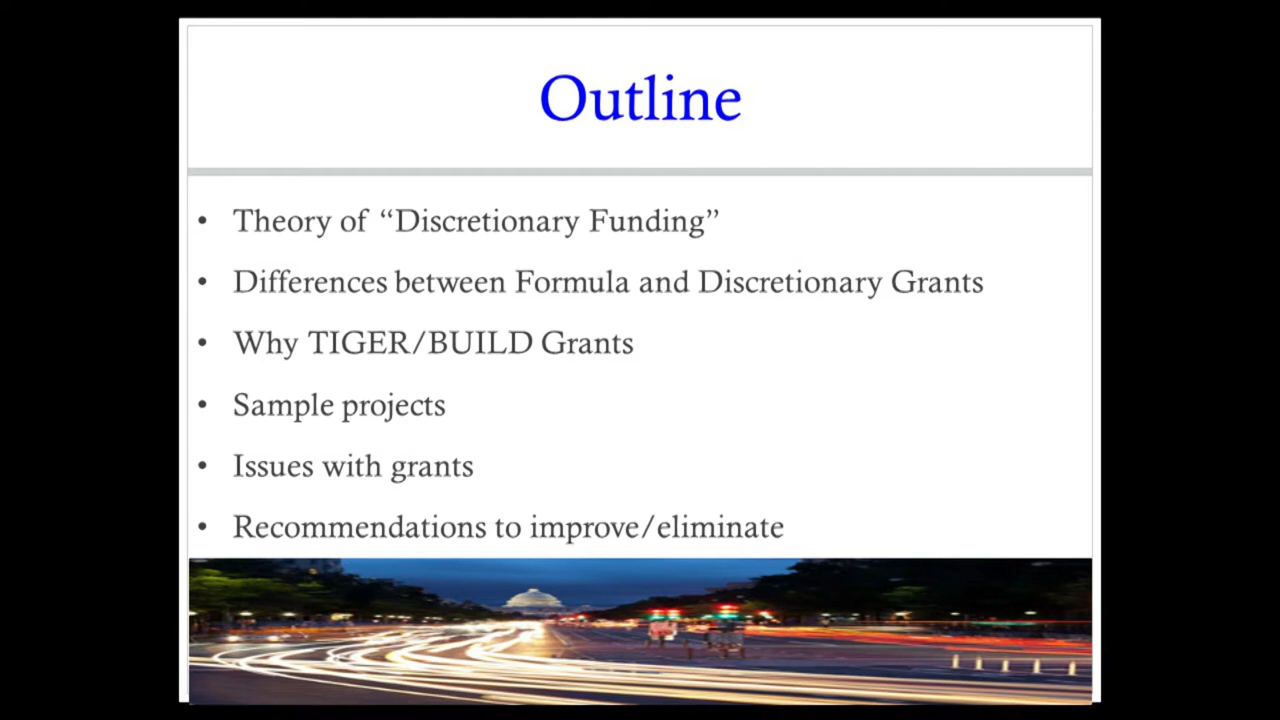 Outline
• Theory of “Discretionary Funding”
• Differences between Formula and Discretionary Grants
• Why TIGER/BUILD Grants
• Sample projects
• Issues with grants
• Recommendations to improve/eliminate